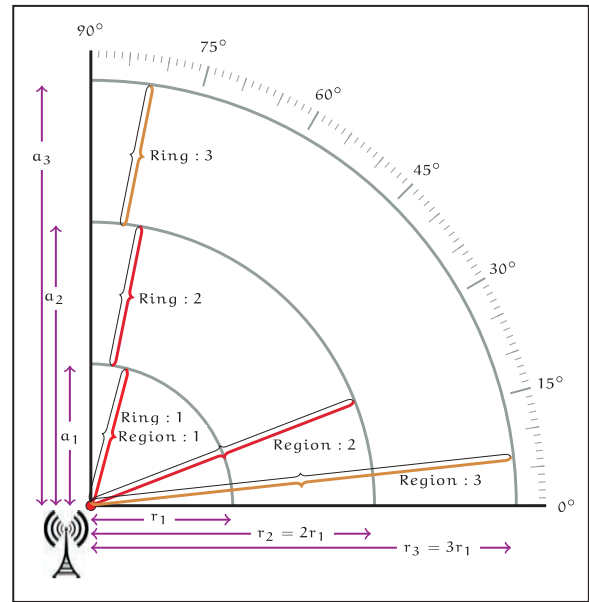 90°
75°
60°
45°
30°
15°
0°
a₃
a₂
a₁
Ring : 3
Ring : 2
Ring : 1
Region : 1
Region : 2
Region : 3
r₁
r₂ = 2r₁
r₃ = 3r₁